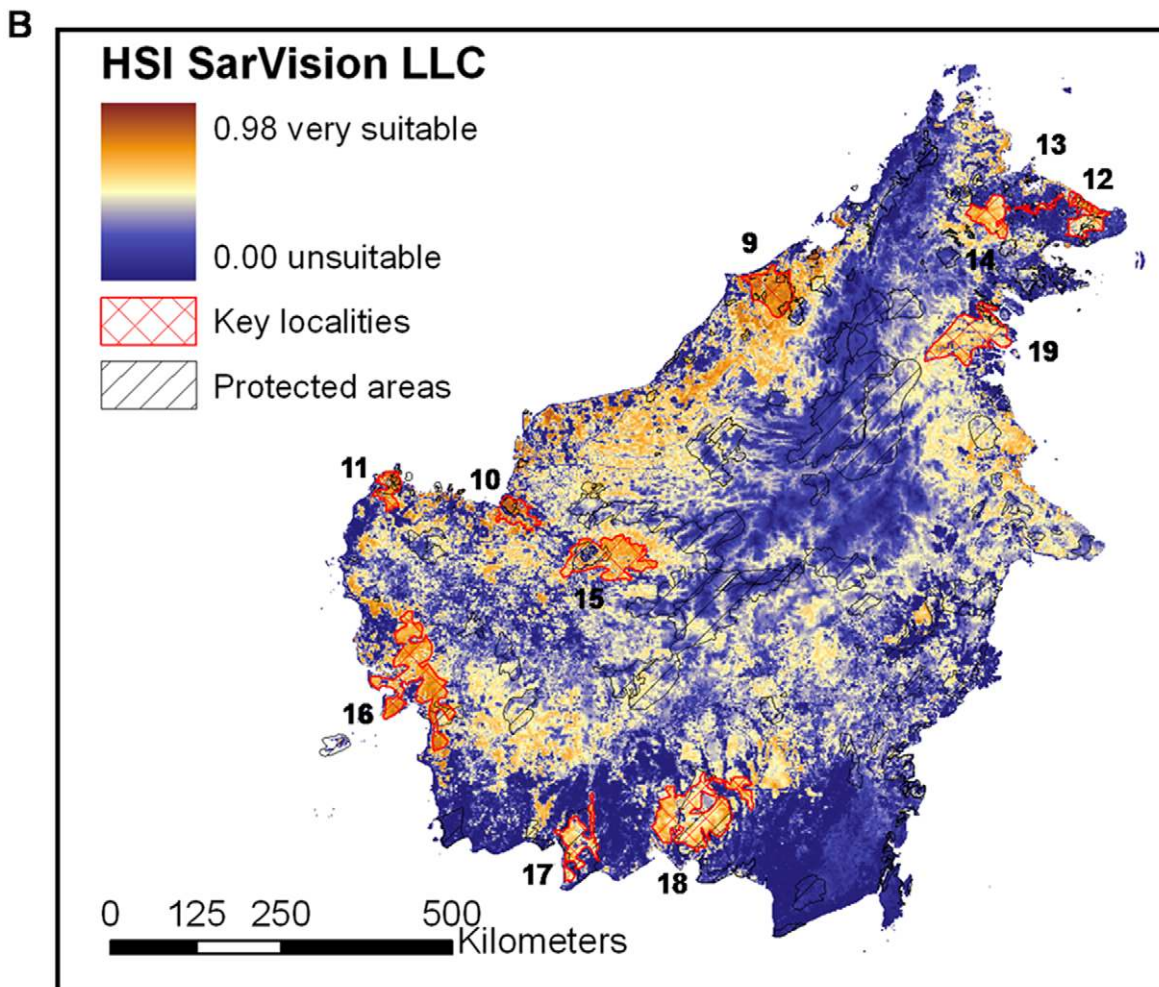 B
HSI SarVision LLC
0.98 very suitable
0.00 unsuitable
Key localities
Protected areas
13
12
9
14
19
11
10
15
16
17
18
0 125 250 500
Kilometers